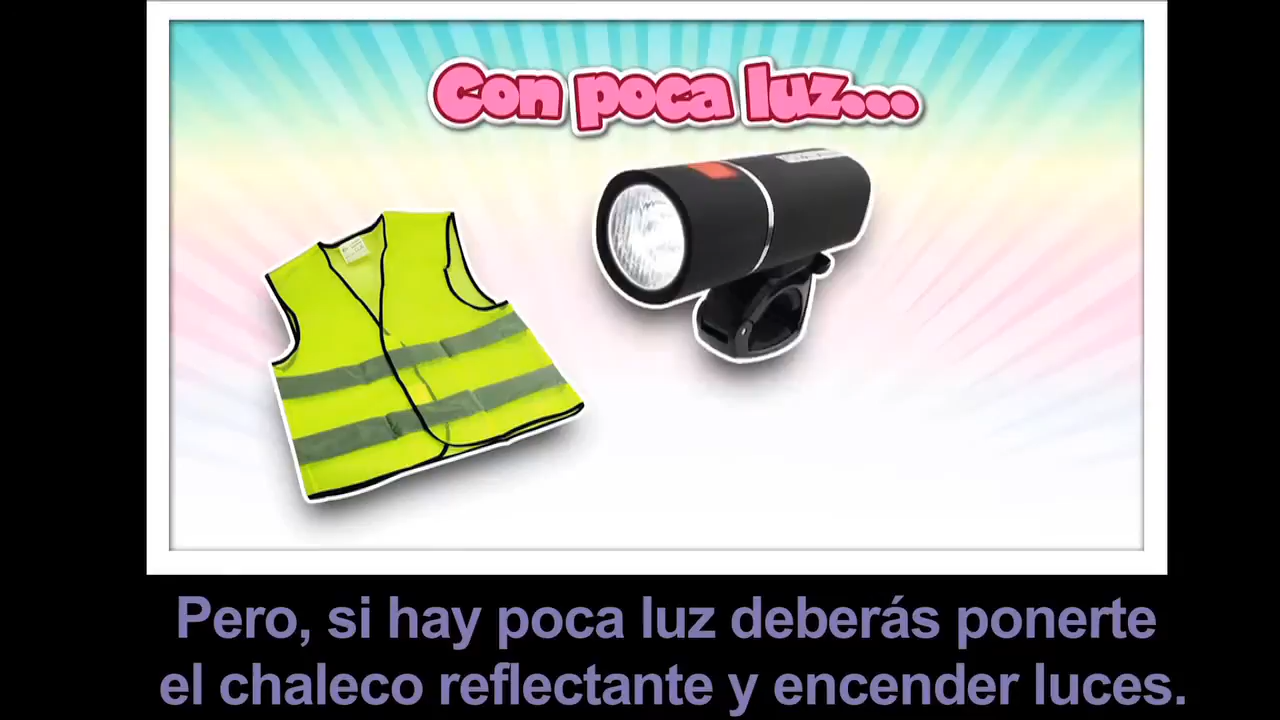 Con poca luz...
Pero, si hay poca luz deberás ponerte
el chaleco reflectante y encender luces.